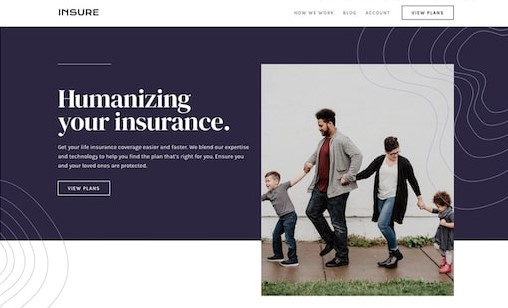 INSURE
HOW WE WORK BLOG ACCOUNT VIEW PLANS
Humanizing
your insurance.
Get your life insurance coverage easier and faster. We blend our expertise
and technology to help you find the plan that's right for you. Ensure you
and your loved ones are protected.
VIEW PLANS